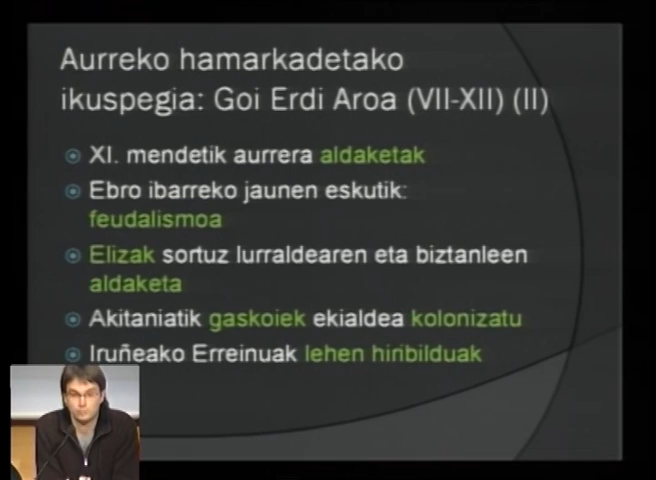 Aurreko hamarkadetako
ikuspegia: Goi Erdi Aroa (VII-XII) (II)
XI. mendetik aurrera aldaketak
Ebro ibarreko jaunen eskutik:
feudalismoa
Elizak sortuz lurraldearen eta biztanleen
aldaketa
Akitaniatik gaskoiek ekialdea kolonizatu
Iruñeako Erreinuak lehen hiribilduak